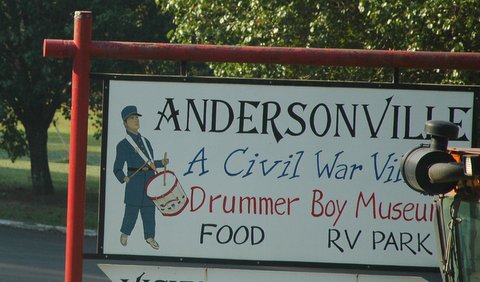 ANDERSONVILLE
A Civil War
Drummer Boy
FOOD RV PARK